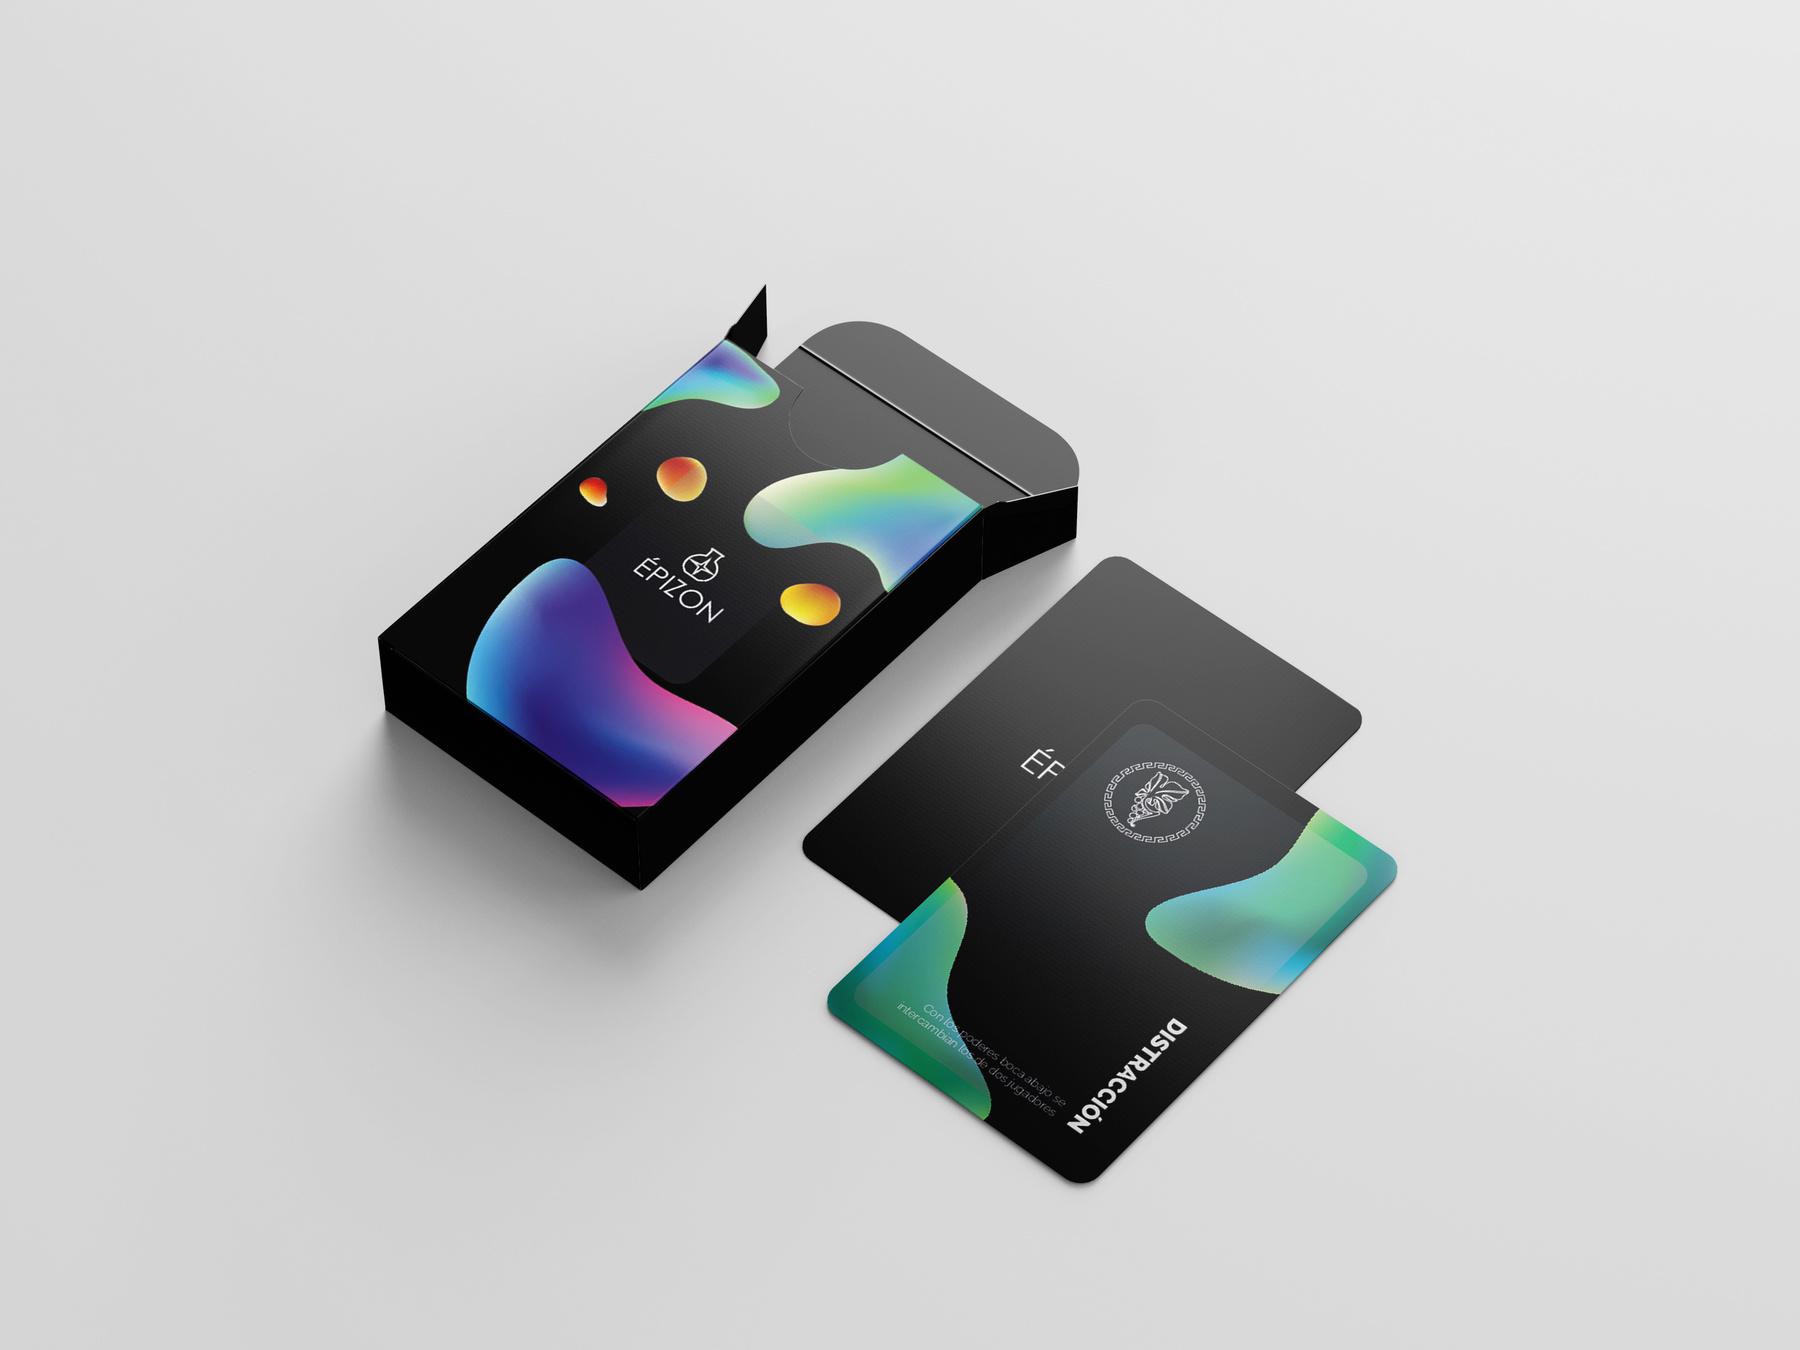 ÉPIZON
ÉF
DISTRACCIÓN
Con los poderes boca abajo se
intercambian los de dos jugadores